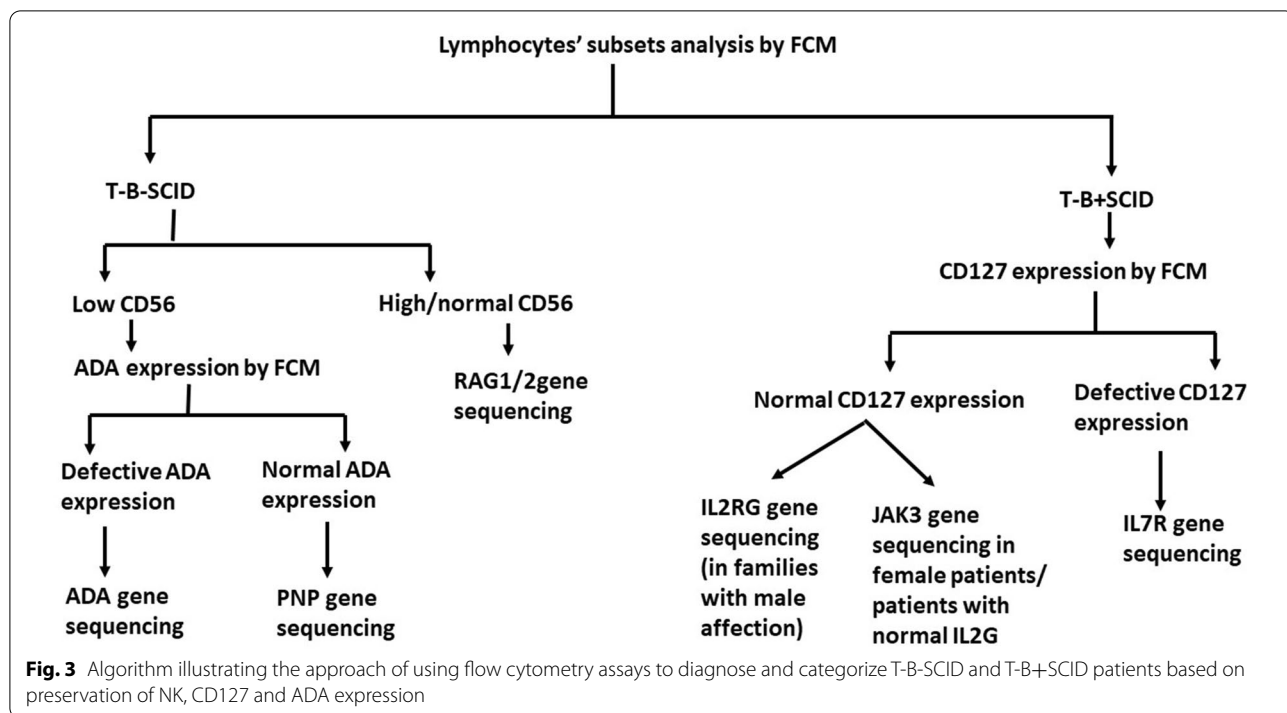 Lymphocytes' subsets analysis by FCM
T-B-SCID
T-B+SCID
Low CD56
High/normal CD56
CD127 expression by FCM
ADA expression by FCM
RAG1/2gene
sequencing
Normal CD127 expression
Defective CD127
expression
Defective ADA
expression
Normal ADA
expression
IL2RG gene
sequencing
(in families
with male
affection)
JAK3 gene
sequencing in
female patients/
patients with
normal IL2G
IL7R gene
sequencing
ADA gene
sequencing
PNP gene
sequencing
Fig. 3 Algorithm illustrating the approach of using flow cytometry assays to diagnose and categorize T-B-SCID and T-B+SCID patients based on
preservation of NK, CD127 and ADA expression